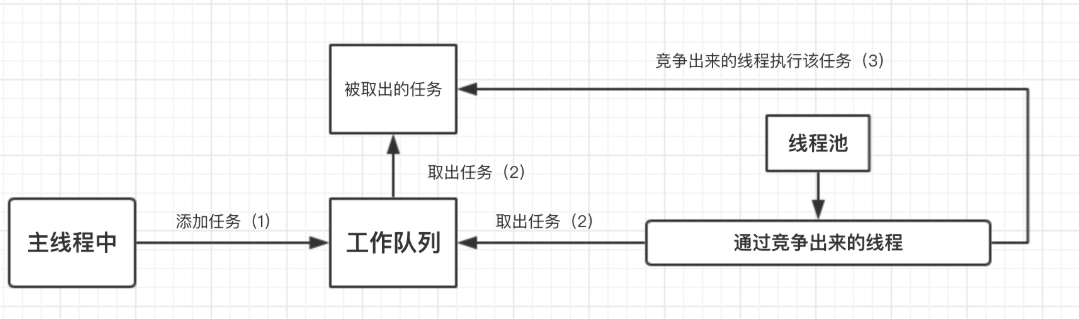 竞争出来的线程执行该任务（3）
被取出的任务
线程池
取出任务（2）
添加任务（1）
取出任务（2）
主线程中
工作队列
通过竞争出来的线程